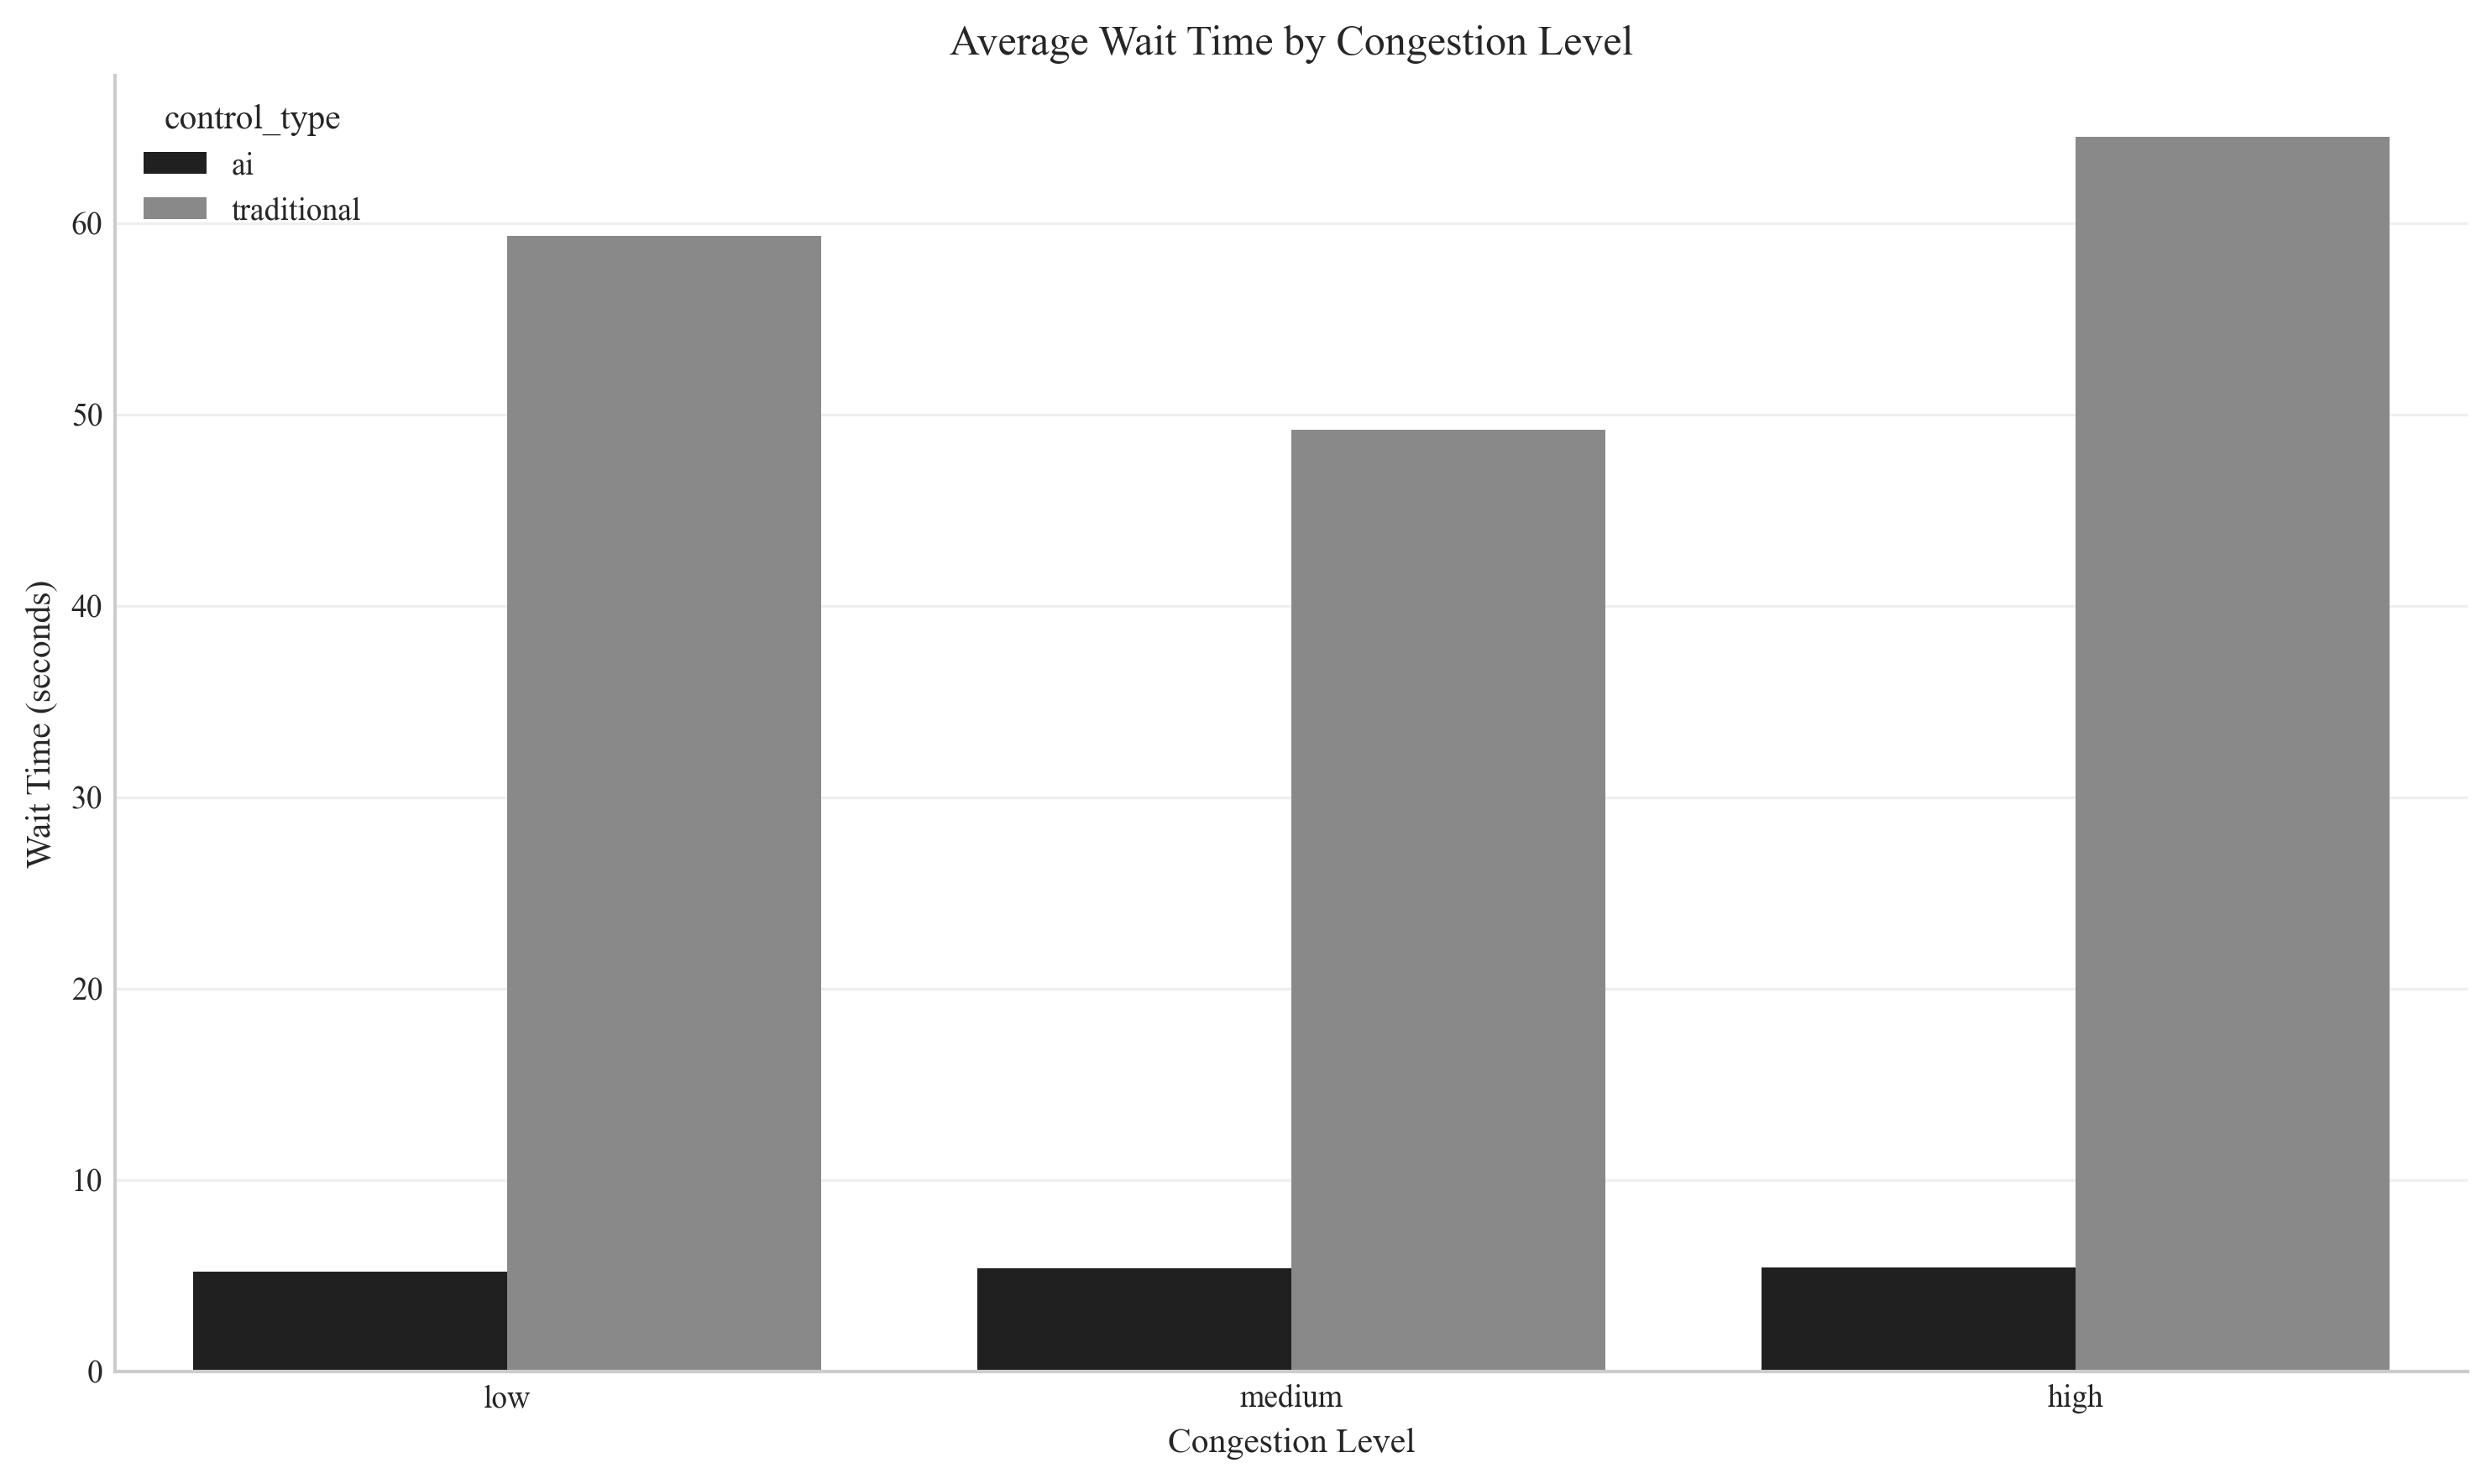 Average Wait Time by Congestion Level
control_type
ai
traditional
60
50
40
30
20
10
0
Wait Time (seconds)
low medium high
Congestion Level